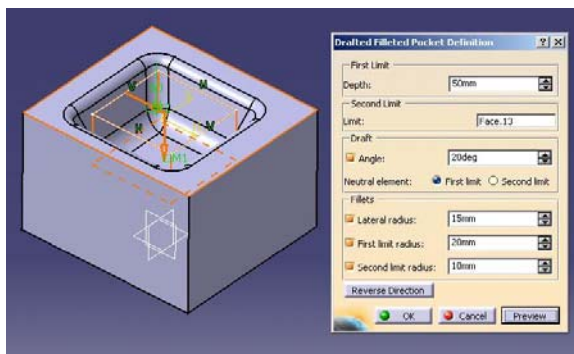 Drafted Filleted Pocket Definition
First Limit
Depth: 50mm
Second Limit
Limit: Face.13
Draft
Angle: 20deg
Neutral element: First limit Second limit
Fillets
Lateral radius: 15mm
First limit radius: 20mm
Second limit radius: 10mm
Reverse Direction
OK Cancel Preview
H
V
V
H